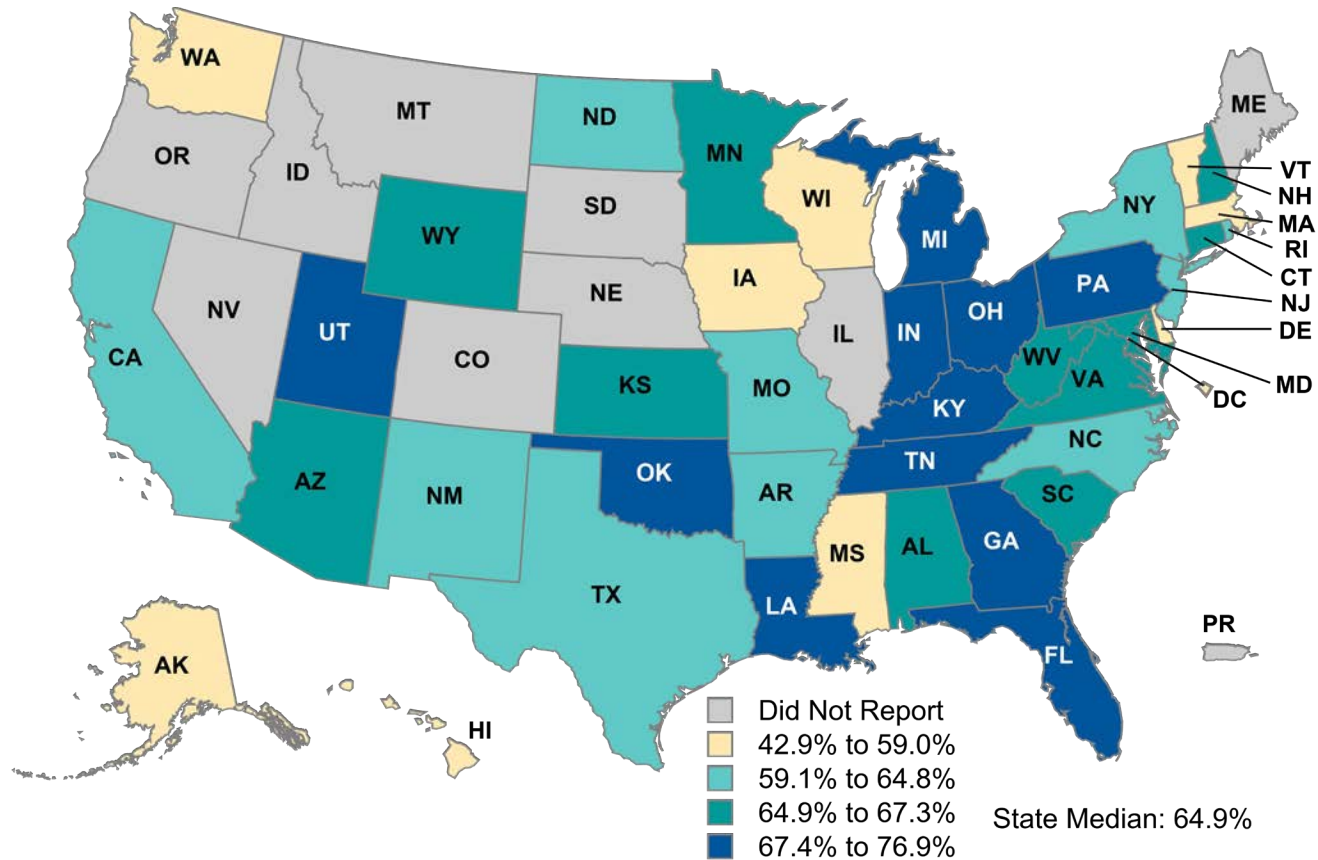 WA
MT
ND
MN
OR
ID
SD
WI
WY
MI
NY
ME
VT
NH
MA
RI
CT
NJ
DE
MD
DC
NE
IA
PA
NV
UT
CO
IL
IN
OH
CA
KS
MO
WV
VA
KY
NC
AZ
NM
OK
AR
TN
SC
TX
LA
MS
AL
GA
FL
PR
AK
HI
Did Not Report
42.9% to 59.0%
59.1% to 64.8%
64.9% to 67.3%
67.4% to 76.9%
State Median: 64.9%